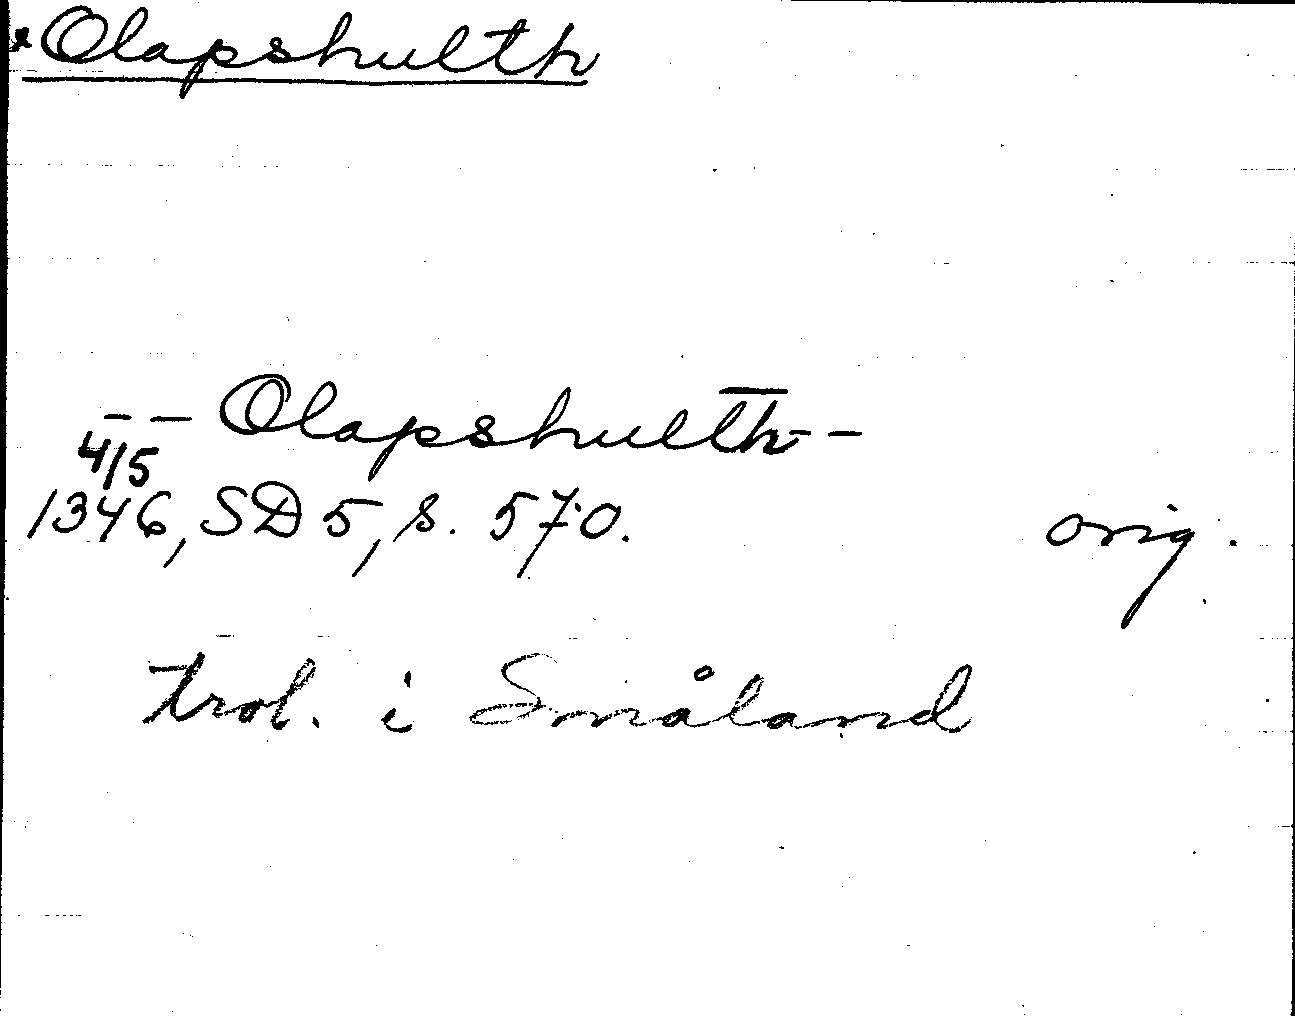 *Olapshulth
-- Olapshulth --
4/5
1346, SD 5, s. 570. orig.
trol. i Småland